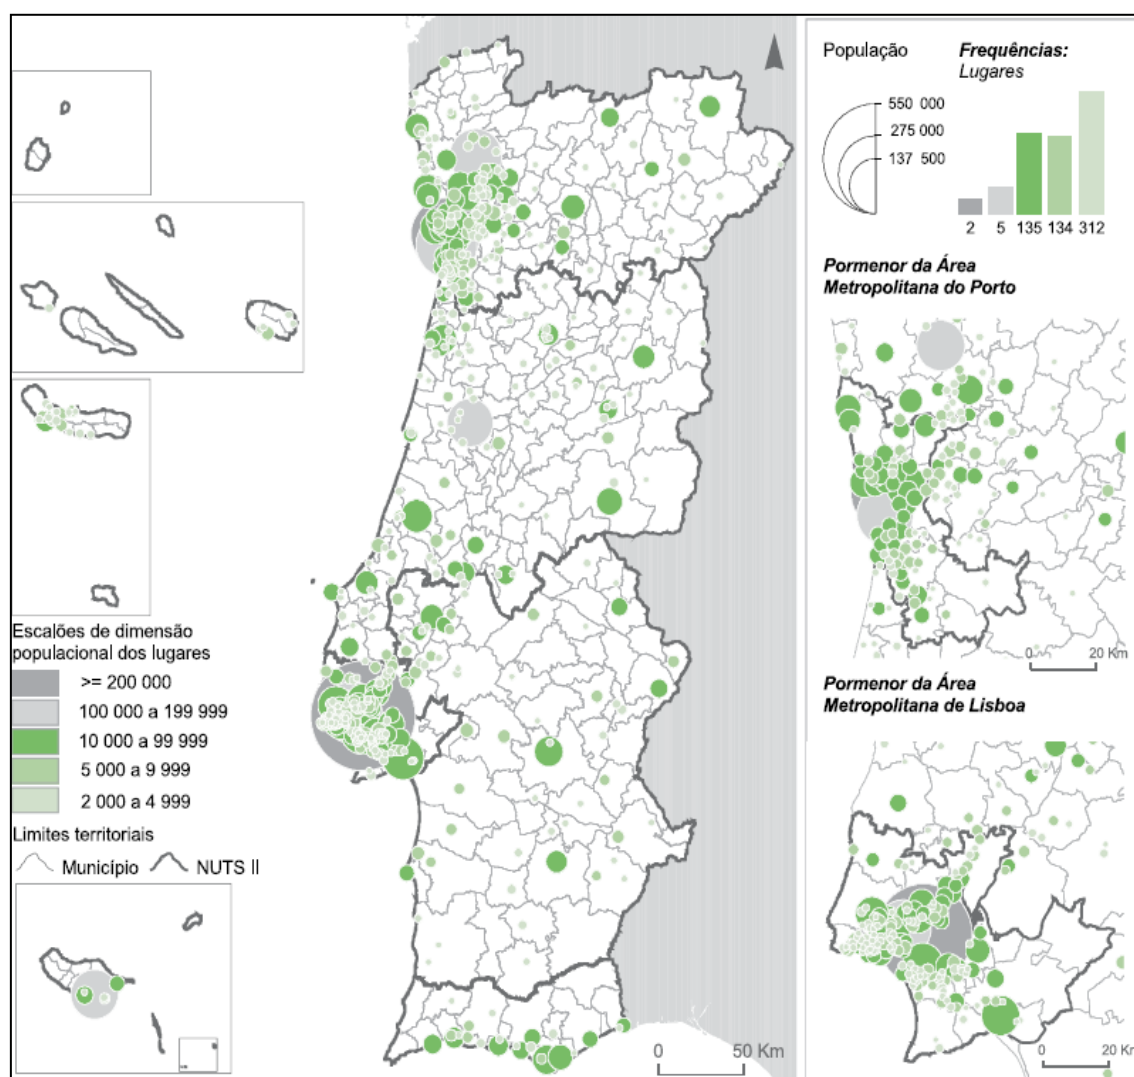 População
Frequências:
Lugares
550 000
275 000
137 500
2 5 135 134 312
Pormenor da Área
Metropolitana do Porto
0 20 Km
Pormenor da Área
Metropolitana de Lisboa
0 20 Km
Escalões de dimensão
populacional dos lugares
>= 200 000
100 000 a 199 999
10 000 a 99 999
5 000 a 9 999
2 000 a 4 999
Limites territoriais
Município NUTS II
0 50 Km